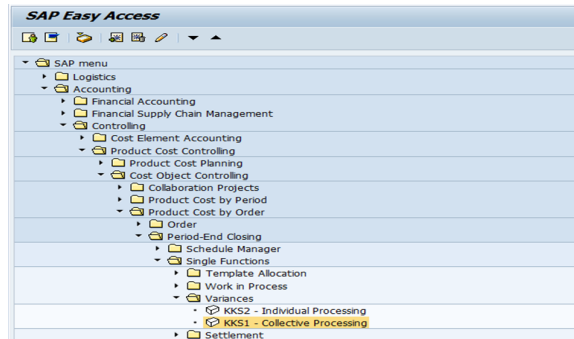 SAP Easy Access
SAP menu
Logistics
Accounting
Financial Accounting
Financial Supply Chain Management
Controlling
Cost Element Accounting
Product Cost Controlling
Product Cost Planning
Cost Object Controlling
Collaboration Projects
Product Cost by Period
Product Cost by Order
Order
Period-End Closing
Schedule Manager
Single Functions
Template Allocation
Work in Process
Variances
KKS2 - Individual Processing
KKS1 - Collective Processing
Settlement